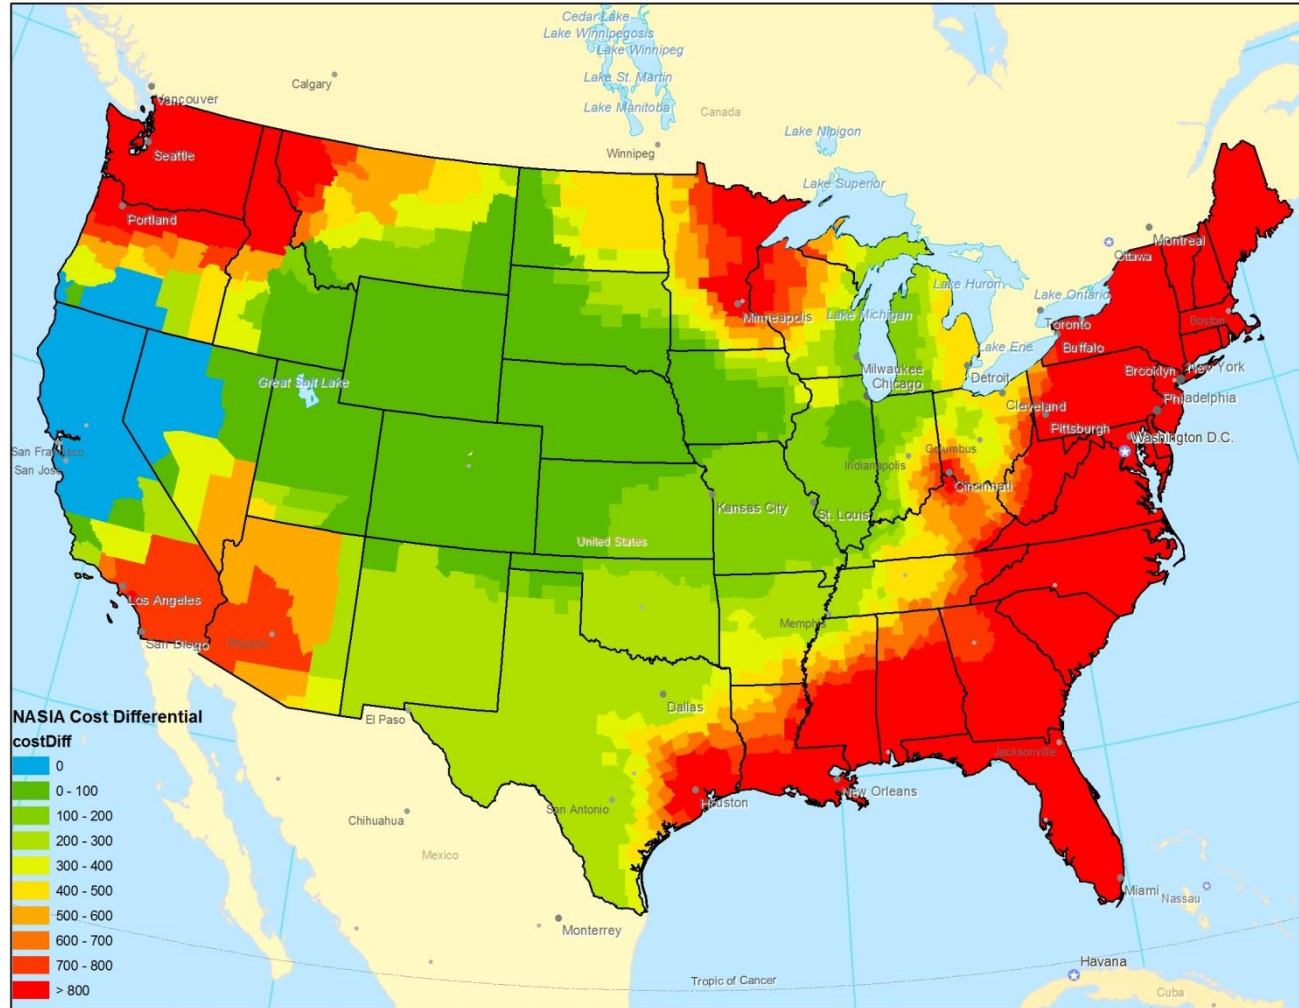 Cedar Lake
Lake Winnipegosis
Lake Winnipeg
Calgary
Lake St. Martin
Vancouver
Lake Manitoba
Canada
Lake Nipigon
Winnipeg
Seattle
Lake Superior
Portland
Montreal
Ottawa
Lake Huron
Lake Ontario
Minneapolis
Lake Michigan
Toronto
Boston
Buffalo
Lake Erie
Milwaukee
Brooklyn
New York
Great Salt Lake
Chicago
Detroit
Cleveland
Philadelphia
Pittsburgh
Washington D.C.
San Francisco
Columbus
San Jose
Indianapolis
Cincinnati
Kansas City
St. Louis
United States
Los Angeles
Memphis
San Diego
Phoenix
Dallas
El Paso
Jacksonville
San Antonio
Houston
New Orleans
Chihuahua
Mexico
Miami
Nassau
Monterrey
Havana
Tropic of Cancer
Cuba
NASIA Cost Differential
costDiff
0
0 - 100
100 - 200
200 - 300
300 - 400
400 - 500
500 - 600
600 - 700
700 - 800
> 800